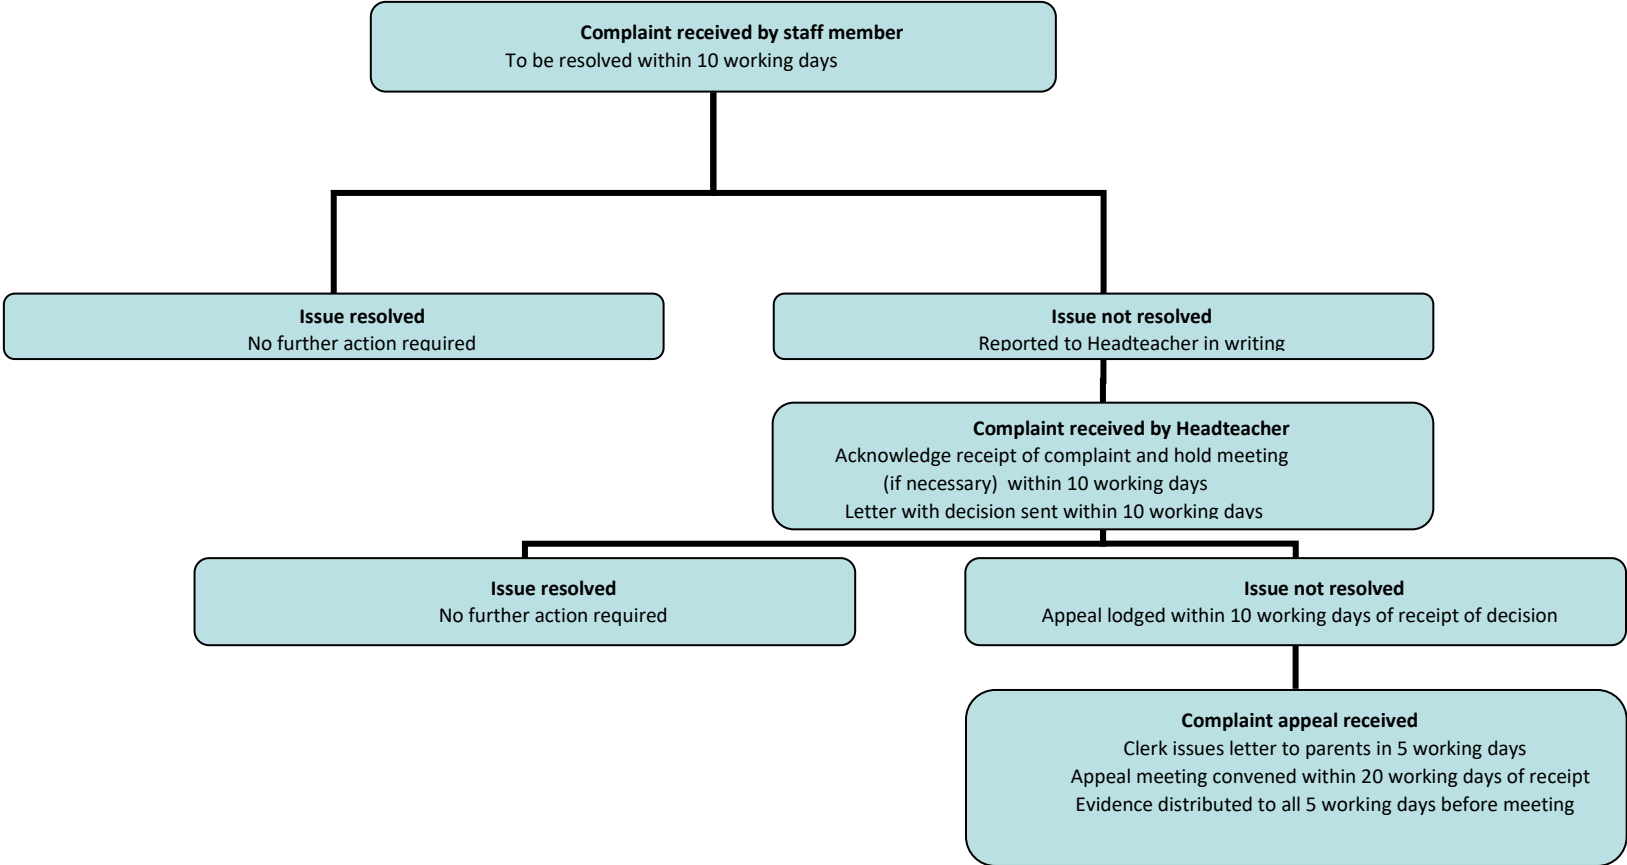 Complaint received by staff member
To be resolved within 10 working days
Issue resolved
No further action required
Issue not resolved
Reported to Headteacher in writing
Complaint received by Headteacher
Acknowledge receipt of complaint and hold meeting
(if necessary) within 10 working days
Letter with decision sent within 10 working days
Issue resolved
No further action required
Issue not resolved
Appeal lodged within 10 working days of receipt of decision
Complaint appeal received
Clerk issues letter to parents in 5 working days
Appeal meeting convened within 20 working days of receipt
Evidence distributed to all 5 working days before meeting